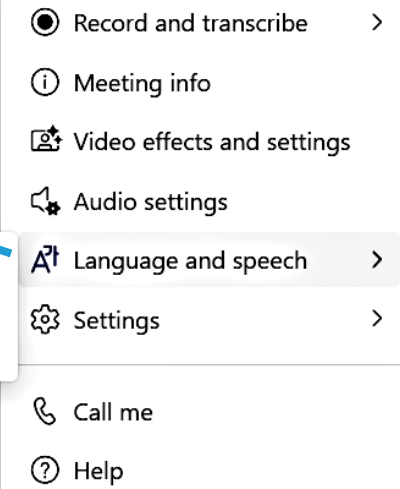 Record and transcribe
Meeting info
Video effects and settings
Audio settings
Language and speech
Settings
Call me
Help